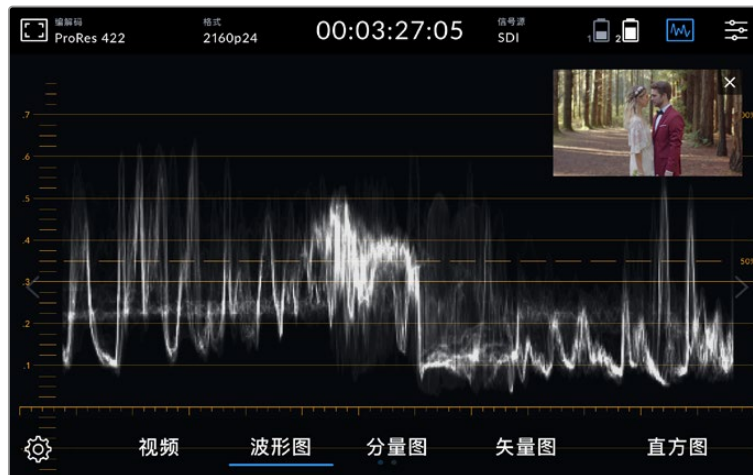 编解码
ProRes 422
格式
2160p24
00:03:27:05
信号源
SDI
1
2
.7
.6
.5
.4
.3
.2
.1
50%
视频
波形图
分量图
矢量图
直方图